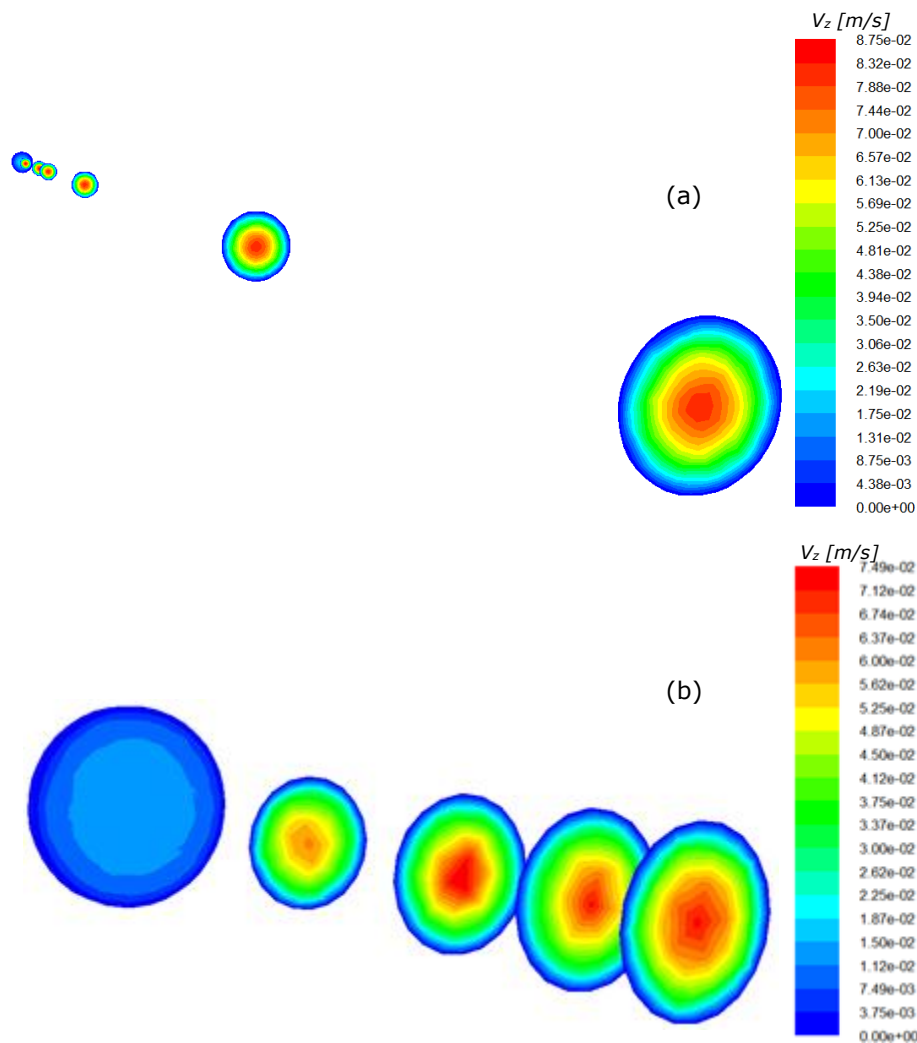 V_z [m/s]
8.75e-02
8.32e-02
7.88e-02
7.44e-02
7.00e-02
6.57e-02
6.13e-02
5.69e-02
5.25e-02
4.81e-02
4.38e-02
3.94e-02
3.50e-02
3.06e-02
2.63e-02
2.19e-02
1.75e-02
1.31e-02
8.75e-03
4.38e-03
0.00e+00
(a)
V_z [m/s]
7.49e-02
7.12e-02
6.74e-02
6.37e-02
6.00e-02
5.62e-02
5.25e-02
4.87e-02
4.50e-02
4.12e-02
3.75e-02
3.37e-02
3.00e-02
2.62e-02
2.25e-02
1.87e-02
1.50e-02
1.12e-02
7.49e-03
3.75e-03
0.00e+00
(b)